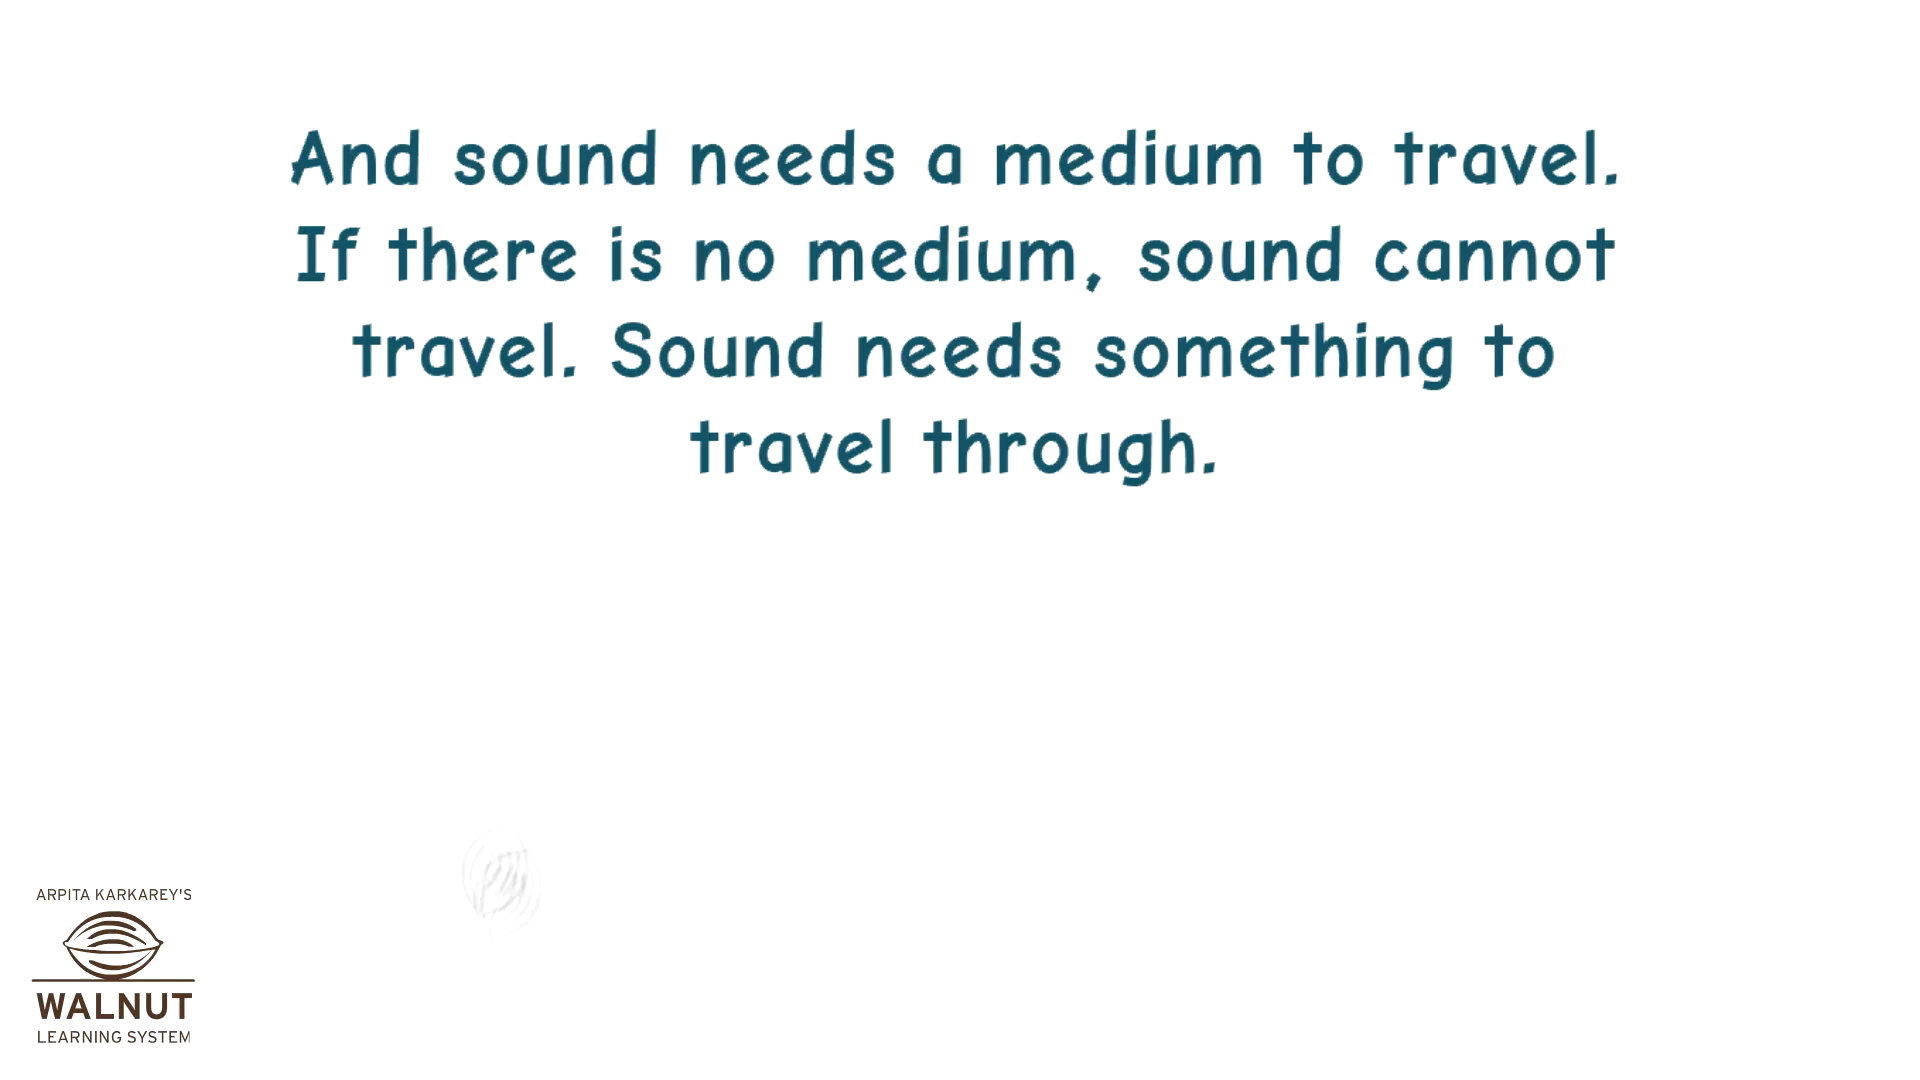 And sound needs a medium to travel.
If there is no medium, sound cannot
travel. Sound needs something to
travel through.
ARPITA KARKAREY'S
WALNUT
LEARNING SYSTEM